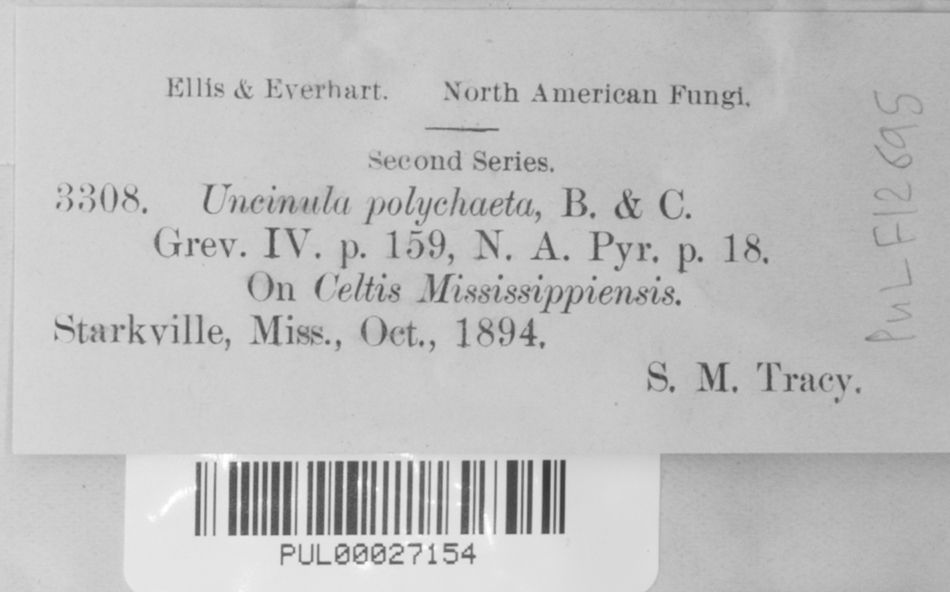 Ellis & Everhart. North American Fungi.
Second Series.
3308. Uncinula polychaeta, B. & C.
Grev. IV. p. 159, N. A. Pyr. p. 18.
On Celtis Mississippiensis.
Starkville, Miss., Oct., 1894.
S. M. Tracy.
PUL F12695
PUL00027154